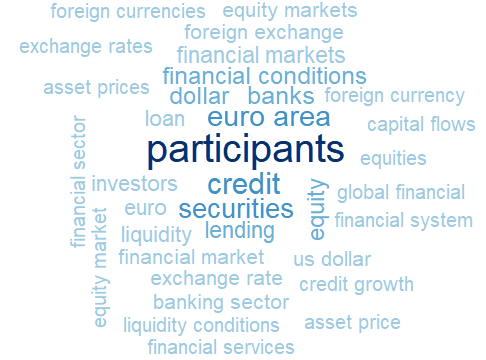 foreign currencies
equity markets
foreign exchange
exchange rates
financial markets
financial conditions
asset prices
dollar
banks
foreign currency
loan
euro area
capital flows
financial sector
participants
equities
investors
credit
equity
global financial
euro
securities
financial system
equity market
liquidity
lending
financial market
us dollar
exchange rate
credit growth
banking sector
liquidity conditions
asset price
financial services